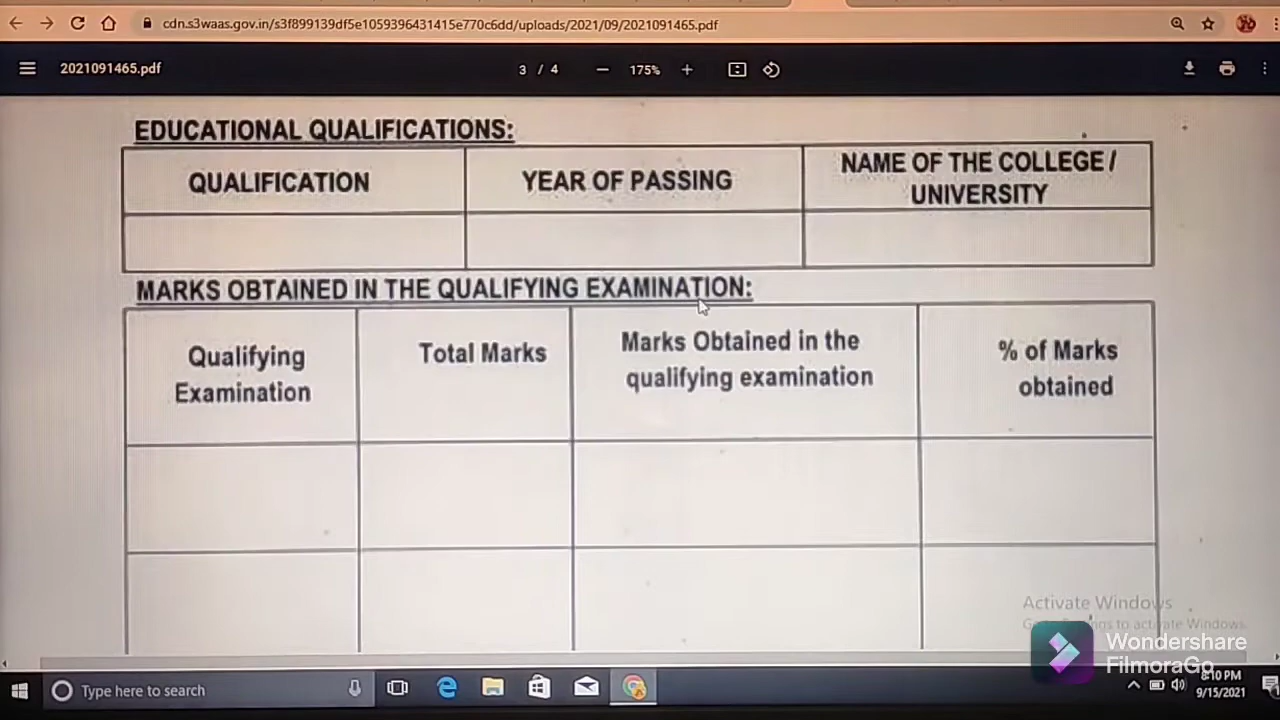 cdn.s3waas.gov.in/s3f899139df5e1059396431415e770c6dd/uploads/2021/09/2021091465.pdf
2021091465.pdf
3 / 4
175%
EDUCATIONAL QUALIFICATIONS:
QUALIFICATION
YEAR OF PASSING
NAME OF THE COLLEGE /
UNIVERSITY
MARKS OBTAINED IN THE QUALIFYING EXAMINATION:
Qualifying
Examination
Total Marks
Marks Obtained in the
qualifying examination
% of Marks
obtained
Activate Windows
to activate Windows.
Wondershare
FilmoraGo
Type here to search
8:10 PM
9/15/2021